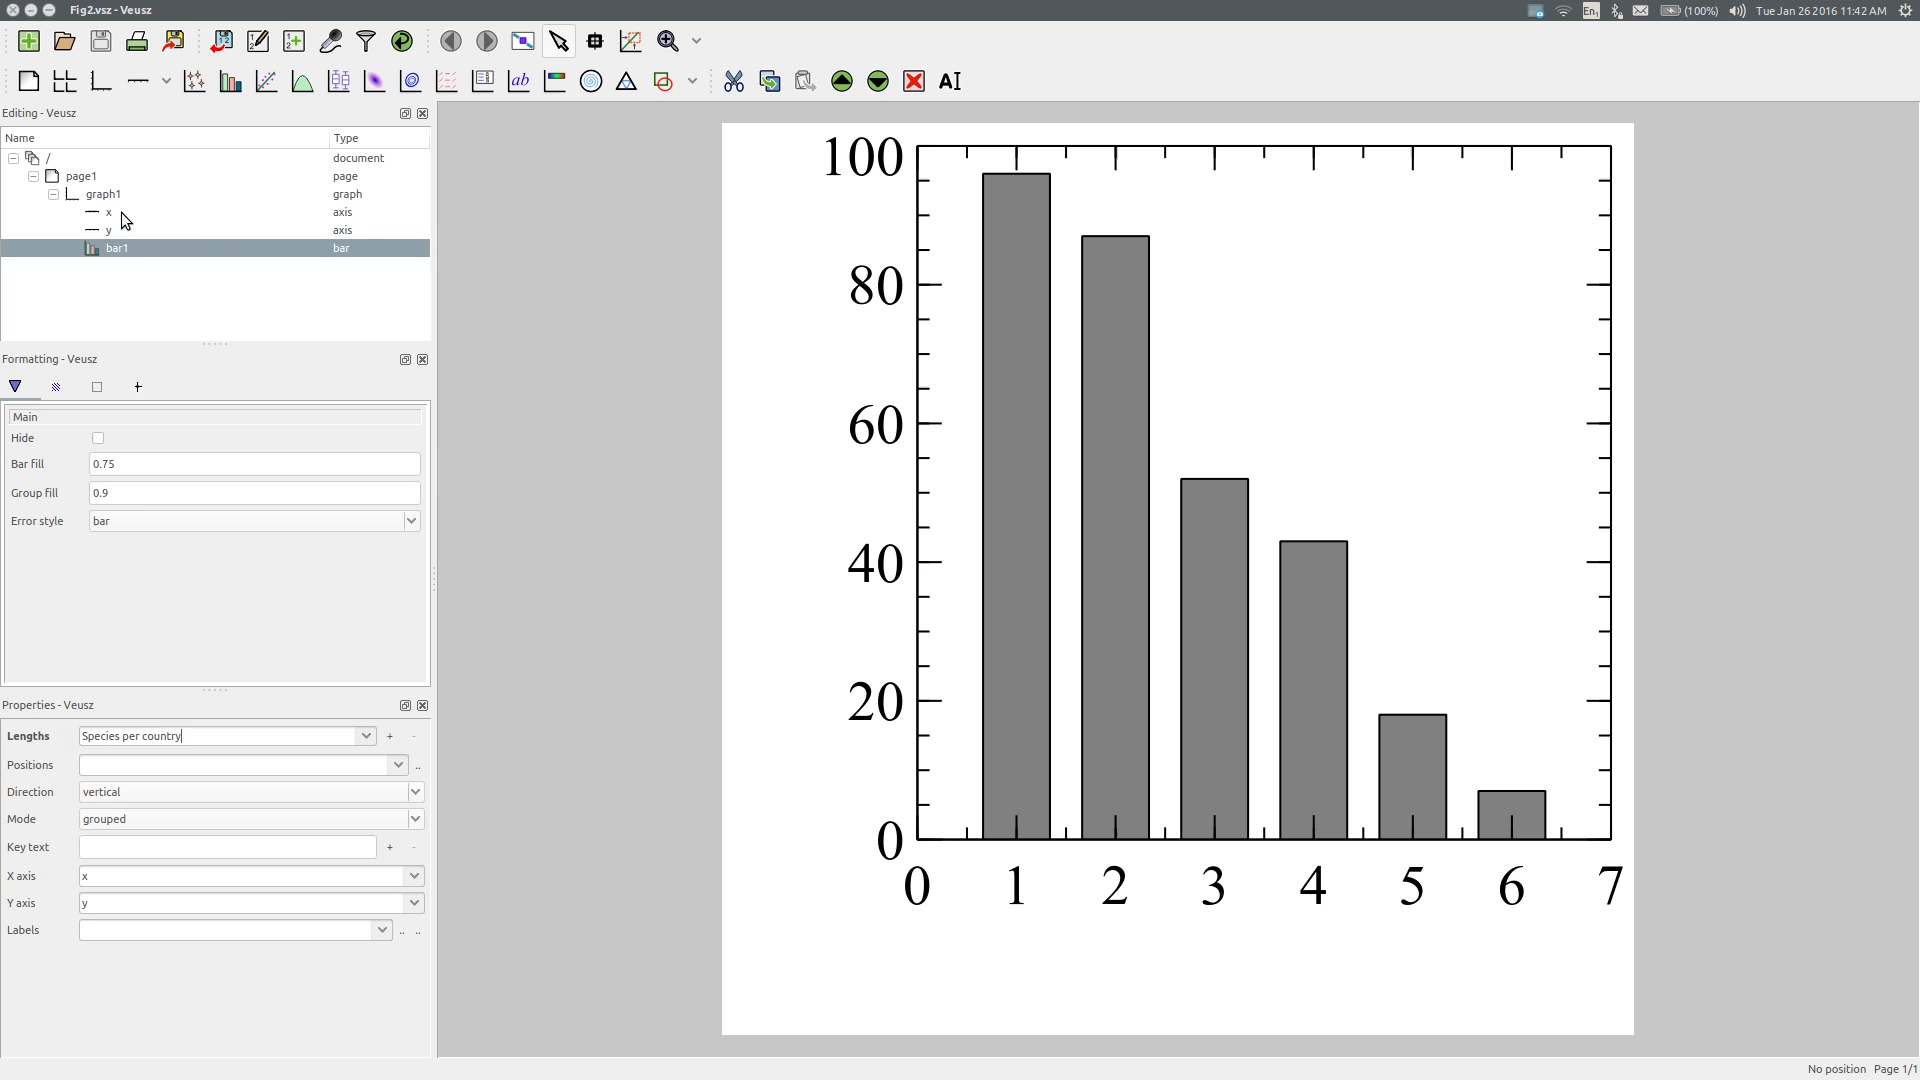 Fig2.vsz - Veusz
En1
(100%)
Tue Jan 26 2016 11:42 AM
ab
AI
Editing - Veusz
Name Type
/ document
page1 page
graph1 graph
x axis
y axis
bar1 bar
Formatting - Veusz
Main
Hide
Bar fill 0.75
Group fill 0.9
Error style bar
Properties - Veusz
Lengths Species per country + -
Positions ..
Direction vertical
Mode grouped
Key text + -
X axis x
Y axis y
Labels .. ..
100
80
60
40
20
0
0 1 2 3 4 5 6 7
No position Page 1/1